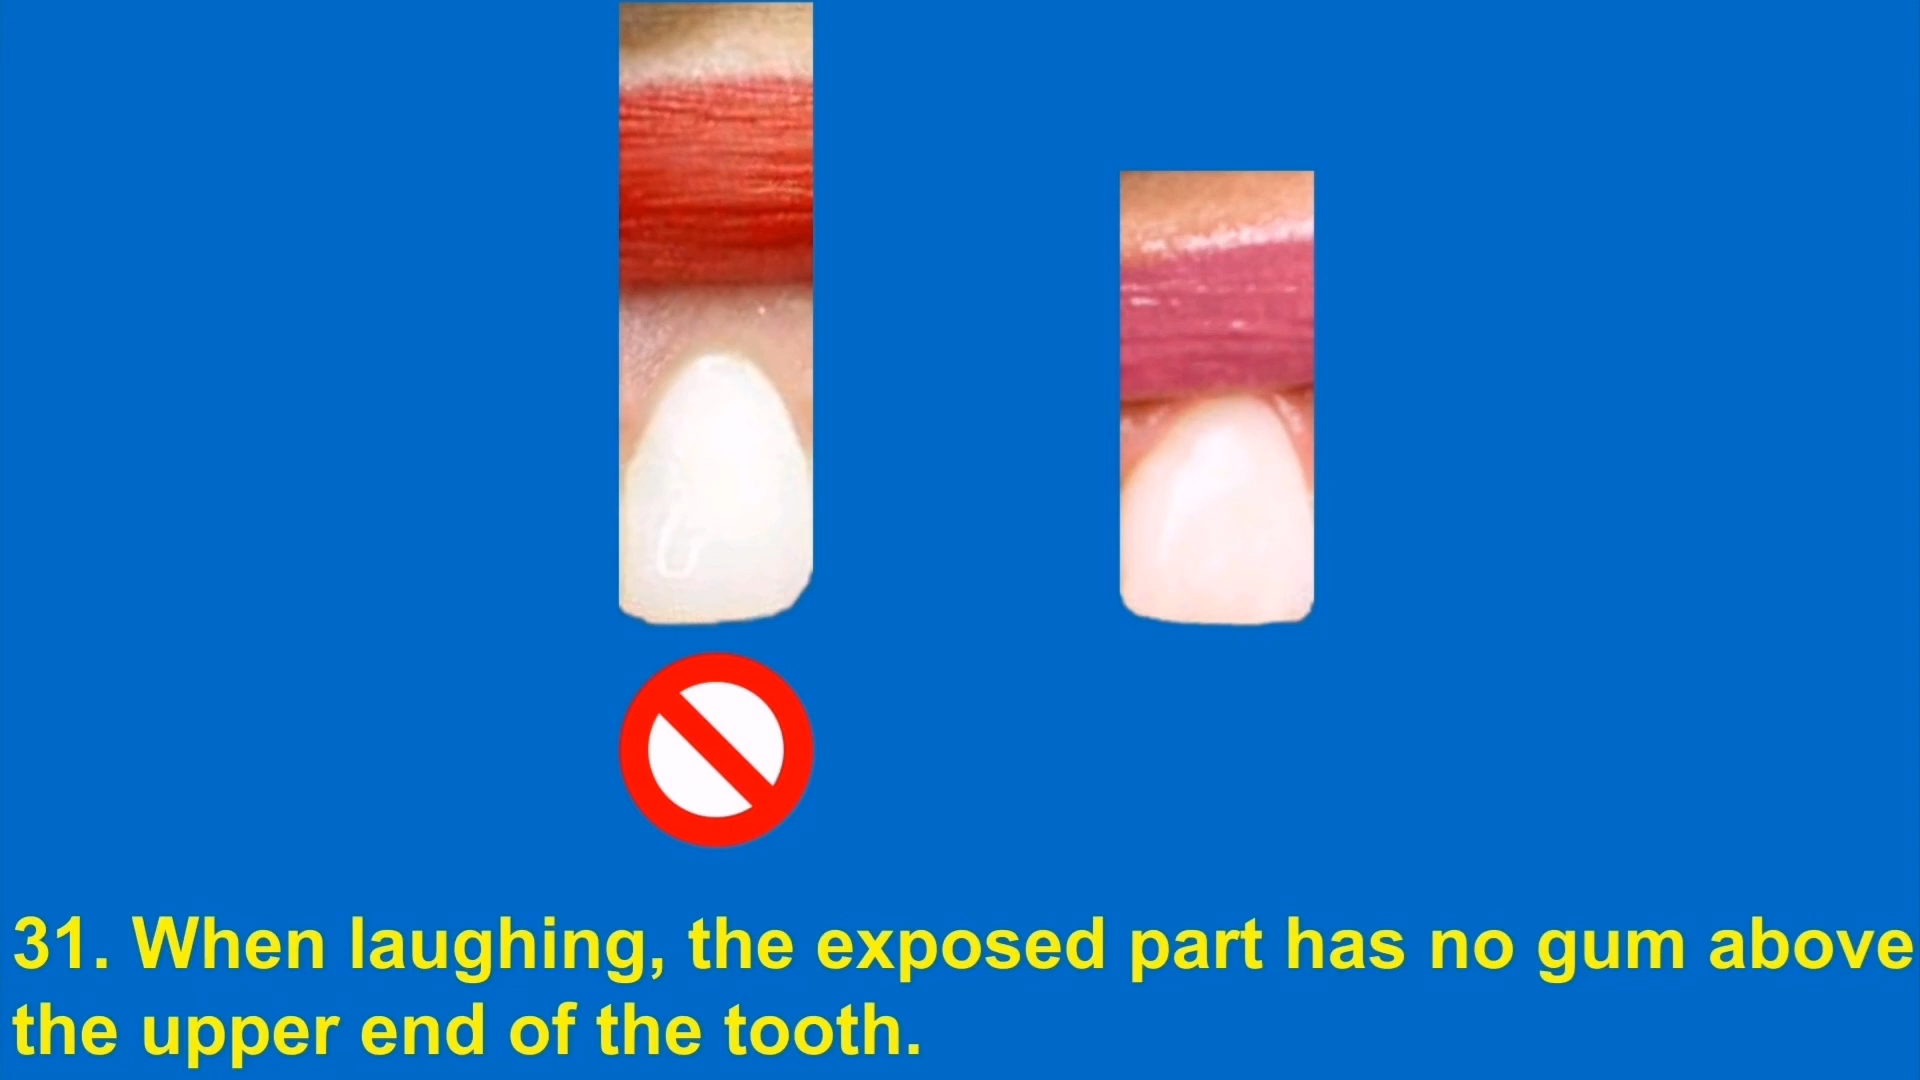 31. When laughing, the exposed part has no gum above
the upper end of the tooth.